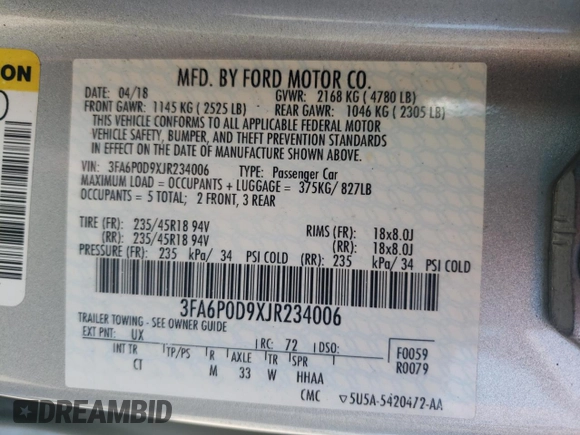 ION
MFD. BY FORD MOTOR CO.
DATE: 04/18 GVWR: 2168 KG ( 4780 LB)
FRONT GAWR: 1145 KG ( 2525 LB) REAR GAWR: 1046 KG ( 2305 LB)
THIS VEHICLE CONFORMS TO ALL APPLICABLE FEDERAL MOTOR
VEHICLE SAFETY, BUMPER, AND THEFT PREVENTION STANDARDS
IN EFFECT ON THE DATE OF MANUFACTURE SHOWN ABOVE.
VIN: 3FA6P0D9XJR234006 TYPE: Passenger Car
MAXIMUM LOAD = OCCUPANTS + LUGGAGE = 375KG/ 827LB
OCCUPANTS = 5 TOTAL; 2 FRONT, 3 REAR
TIRE (FR): 235/45R18 94V RIMS (FR): 18x8.0J
(RR): 235/45R18 94V (RR): 18x8.0J
PRESSURE (FR): 235 kPa/ 34 PSI COLD (RR): 235 kPa/ 34 PSI COLD
3FA6P0D9XJR234006
TRAILER TOWING - SEE OWNER GUIDE
EXT PNT: UX RC: 72 DSO: F0059
INT TR TP/PS R AXLE TR SPR R0079
CT M 33 W HHAA
CMC ▽5U5A-5420472-AA
DREAMBID